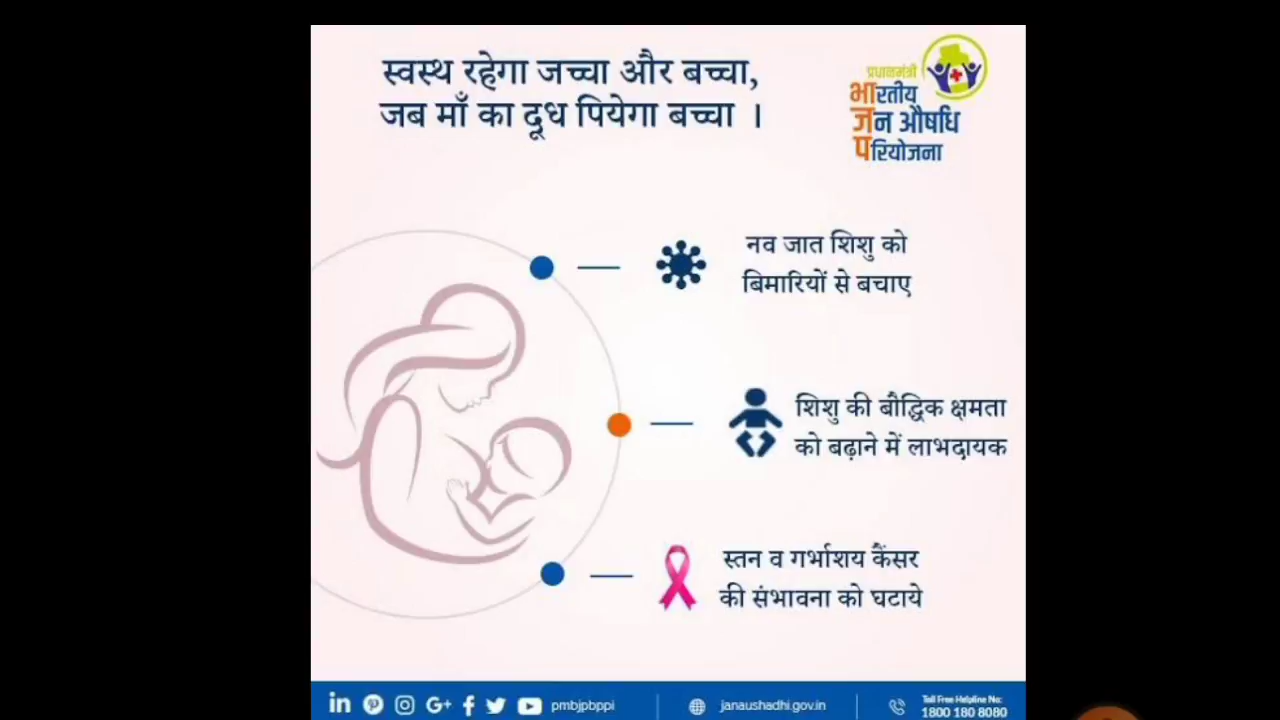 स्वस्थ रहेगा जच्चा और बच्चा,
जब माँ का दूध पियेगा बच्चा ।
प्रधानमंत्री
भारतीय
जन औषधि
परियोजना
नव जात शिशु को
बिमारियों से बचाए
शिशु की बौद्धिक क्षमता
को बढ़ाने में लाभदायक
स्तन व गर्भाशय कैंसर
की संभावना को घटाये
in G+ f pmbjpbppi
janaushadhi.gov.in
Toll Free Helpline No:
1800 180 8080